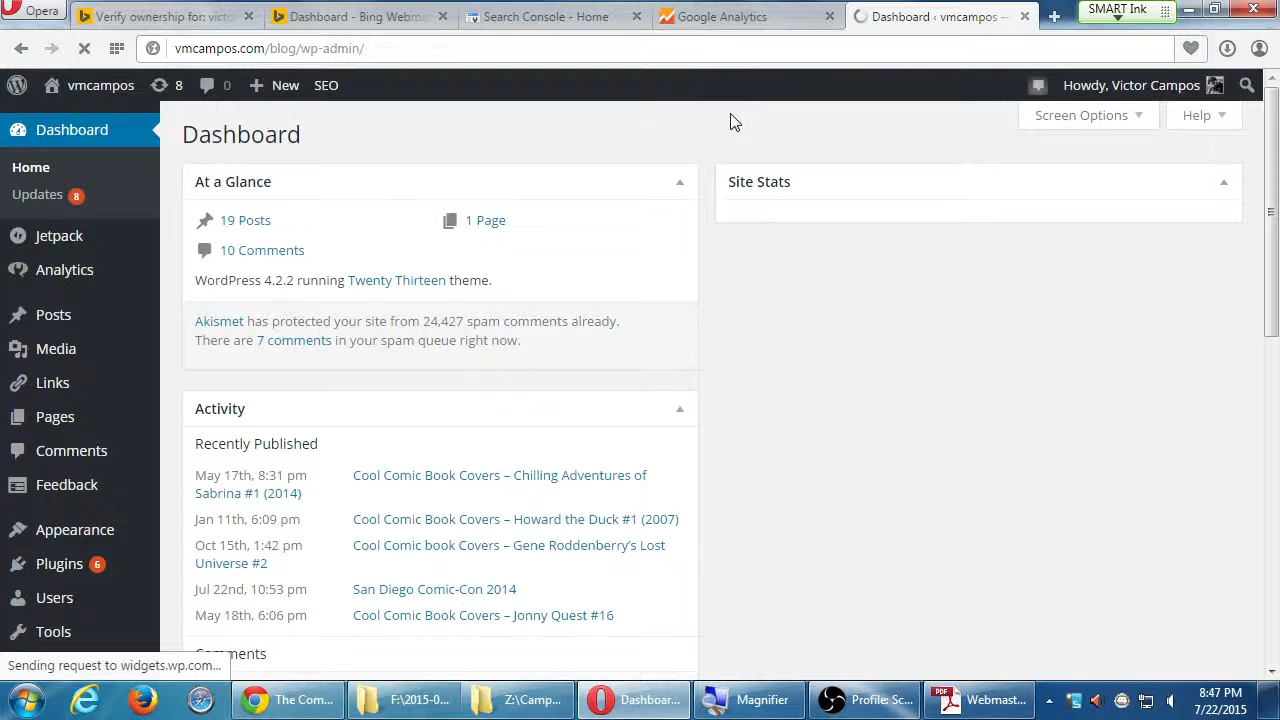 Opera
Verify ownership for: victo
Dashboard - Bing Webm
Search Console - Home
Google Analytics
Dashboard ‹ vmcampos —
SMART Ink
vmcampos.com/blog/wp-admin/
vmcampos
8
0
New
SEO
Howdy, Victor Campos
Dashboard
Home
Updates 8
Jetpack
Analytics
Posts
Media
Links
Pages
Comments
Feedback
Appearance
Plugins 6
Users
Tools
Sending request to widgets.wp.com...
Dashboard
Screen Options
Help
At a Glance
19 Posts
1 Page
10 Comments
WordPress 4.2.2 running Twenty Thirteen theme.
Akismet has protected your site from 24,427 spam comments already.
There are 7 comments in your spam queue right now.
Site Stats
Activity
Recently Published
May 17th, 8:31 pm Cool Comic Book Covers – Chilling Adventures of
Sabrina #1 (2014)
Jan 11th, 6:09 pm Cool Comic Book Covers – Howard the Duck #1 (2007)
Oct 15th, 1:42 pm Cool Comic book Covers – Gene Roddenberry's Lost
Universe #2
Jul 22nd, 10:53 pm San Diego Comic-Con 2014
May 18th, 6:06 pm Cool Comic Book Covers – Jonny Quest #16
The Com...
F:\2015-0...
Z:\Camp...
Dashboar...
Magnifier
Profile: Sc...
PDF
Webmast...
8:47 PM
7/22/2015